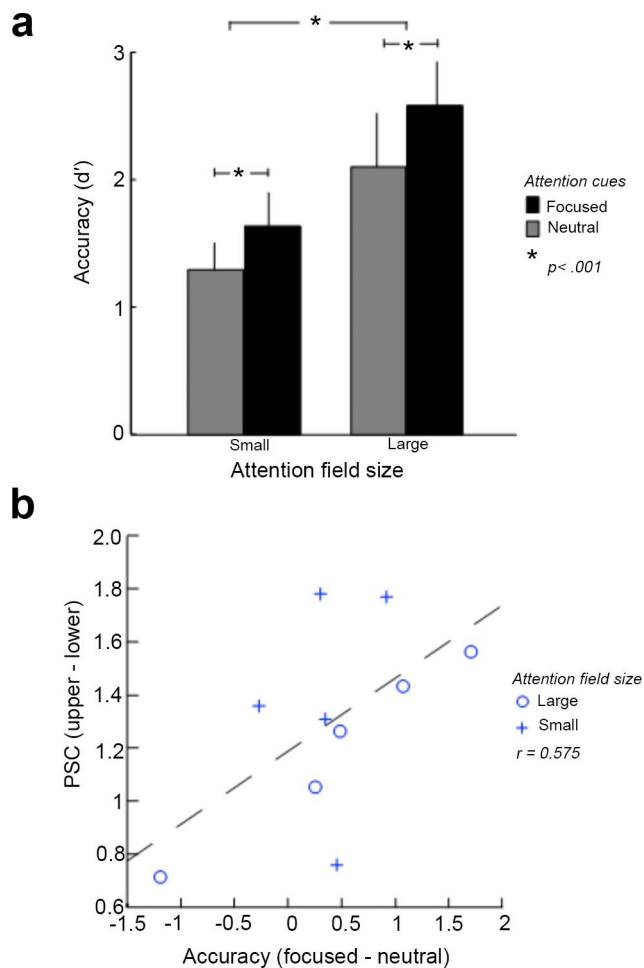 a
*
*
3
*
2
1
0
Accuracy (d′)
Small
Large
Attention field size
Attention cues
Focused
Neutral
* p< .001
b
2.0
1.8
1.6
1.4
1.2
1
0.8
0.6
PSC (upper - lower)
-1.5
-1
-0.5
0
0.5
1
1.5
2
Accuracy (focused - neutral)
Attention field size
Large
Small
r = 0.575